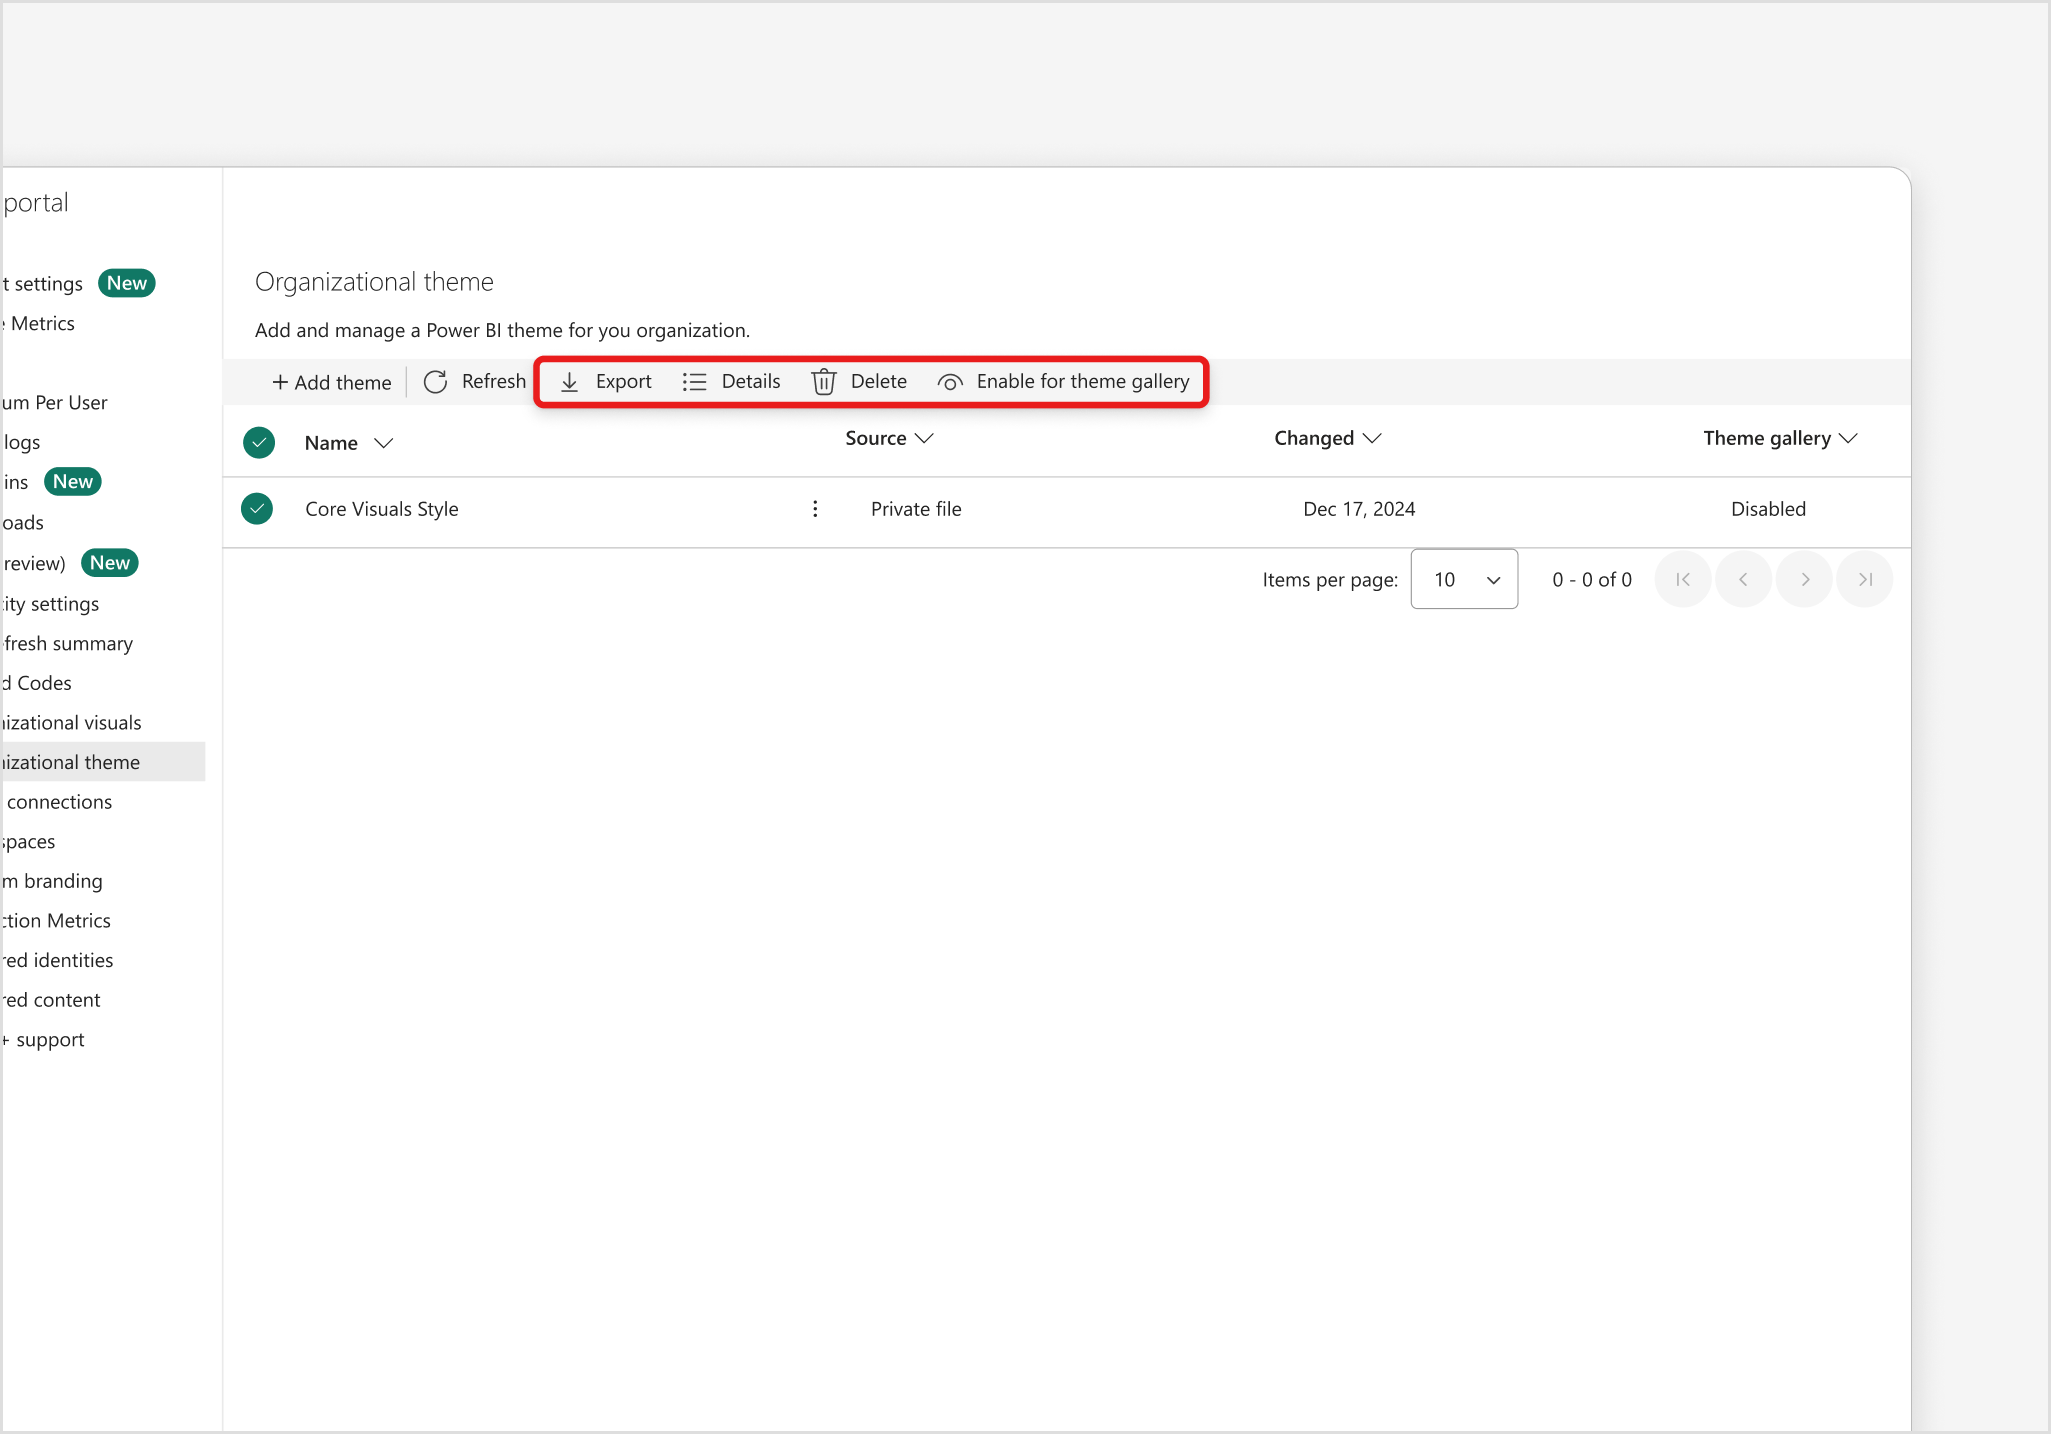 portal
t settings New
Metrics
um Per User
logs
ins New
oads
review) New
ity settings
fresh summary
d Codes
izational visuals
izational theme
connections
spaces
m branding
ction Metrics
red identities
red content
+ support
Organizational theme
Add and manage a Power BI theme for you organization.
+ Add theme Refresh Export Details Delete Enable for theme gallery
Name Source Changed Theme gallery
Core Visuals Style Private file Dec 17, 2024 Disabled
Items per page: 10 0 - 0 of 0